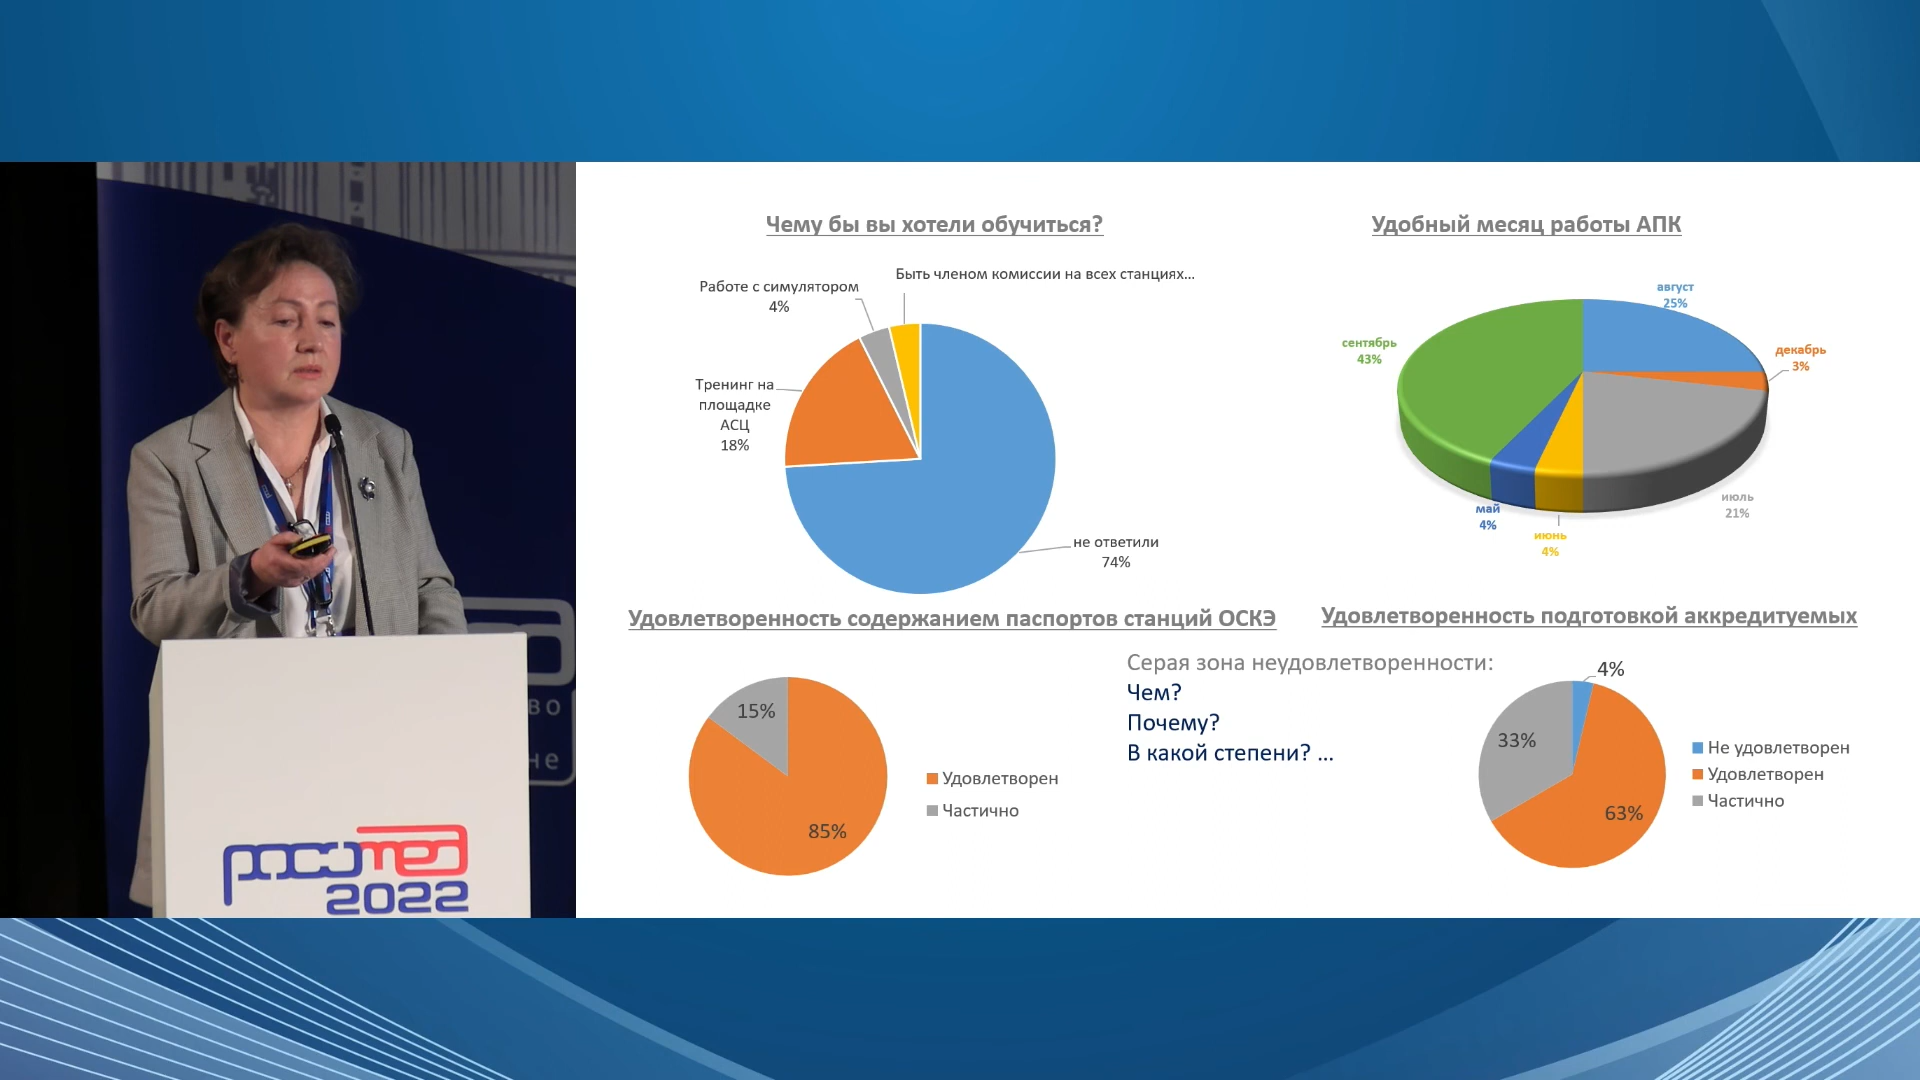 Чему бы вы хотели обучиться?
Быть членом комиссии на всех станциях...
Работе с симулятором
4%
Тренинг на
площадке
АСЦ
18%
не ответили
74%
Удобный месяц работы АПК
август
25%
сентябрь
43%
декабрь
3%
июль
21%
май
4%
июнь
4%
Удовлетворенность содержанием паспортов станций ОСКЭ
15%
85%
Удовлетворен
Частично
Серая зона неудовлетворенности:
Чем?
Почему?
В какой степени? ...
Удовлетворенность подготовкой аккредитуемых
4%
33%
63%
Не удовлетворен
Удовлетворен
Частично
во
не
росомед
2022